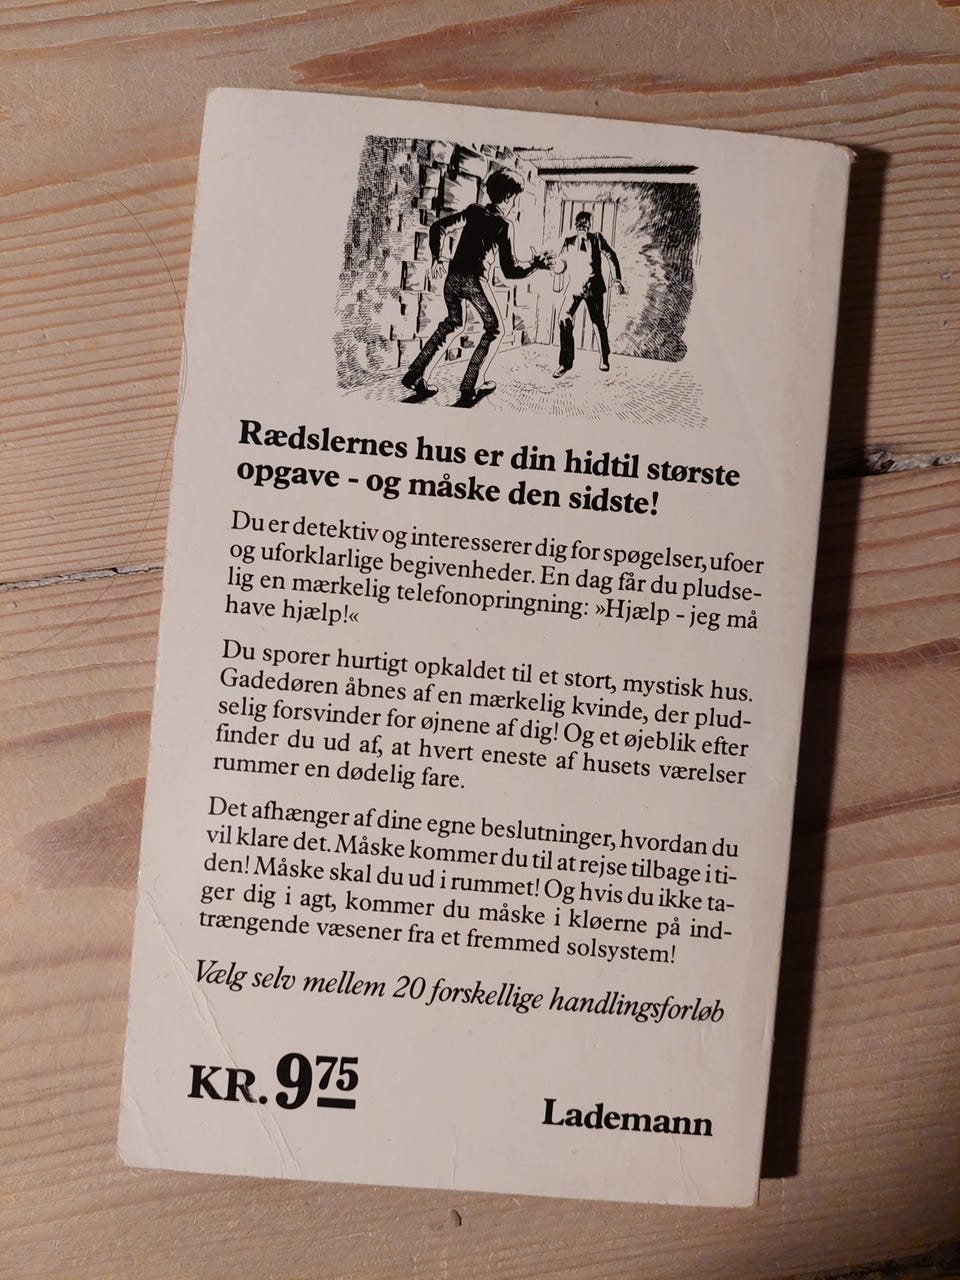 Rædslernes hus er din hidtil største
opgave - og måske den sidste!
Du er detektiv og interesserer dig for spøgelser, ufoer
og uforklarlige begivenheder. En dag får du pludse-
lig en mærkelig telefonopringning: »Hjælp - jeg må
have hjælp!«
Du sporer hurtigt opkaldet til et stort, mystisk hus.
Gadedøren åbnes af en mærkelig kvinde, der plud-
selig forsvinder for øjnene af dig! Og et øjeblik efter
finder du ud af, at hvert eneste af husets værelser
rummer en dødelig fare.
Det afhænger af dine egne beslutninger, hvordan du
vil klare det. Måske kommer du til at rejse tilbage i ti-
den! Måske skal du ud i rummet! Og hvis du ikke ta-
ger dig i agt, kommer du måske i kløerne på ind-
trængende væsener fra et fremmed solsystem!
Vælg selv mellem 20 forskellige handlingsforløb
KR. 975
Lademann